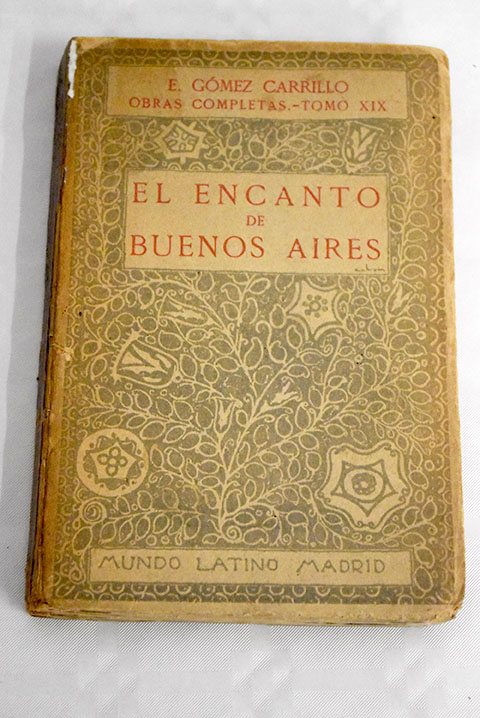 E. GÓMEZ CARRILLO
OBRAS COMPLETAS.-TOMO XIX
EL ENCANTO
DE
BUENOS AIRES
MUNDO LATINO MADRID